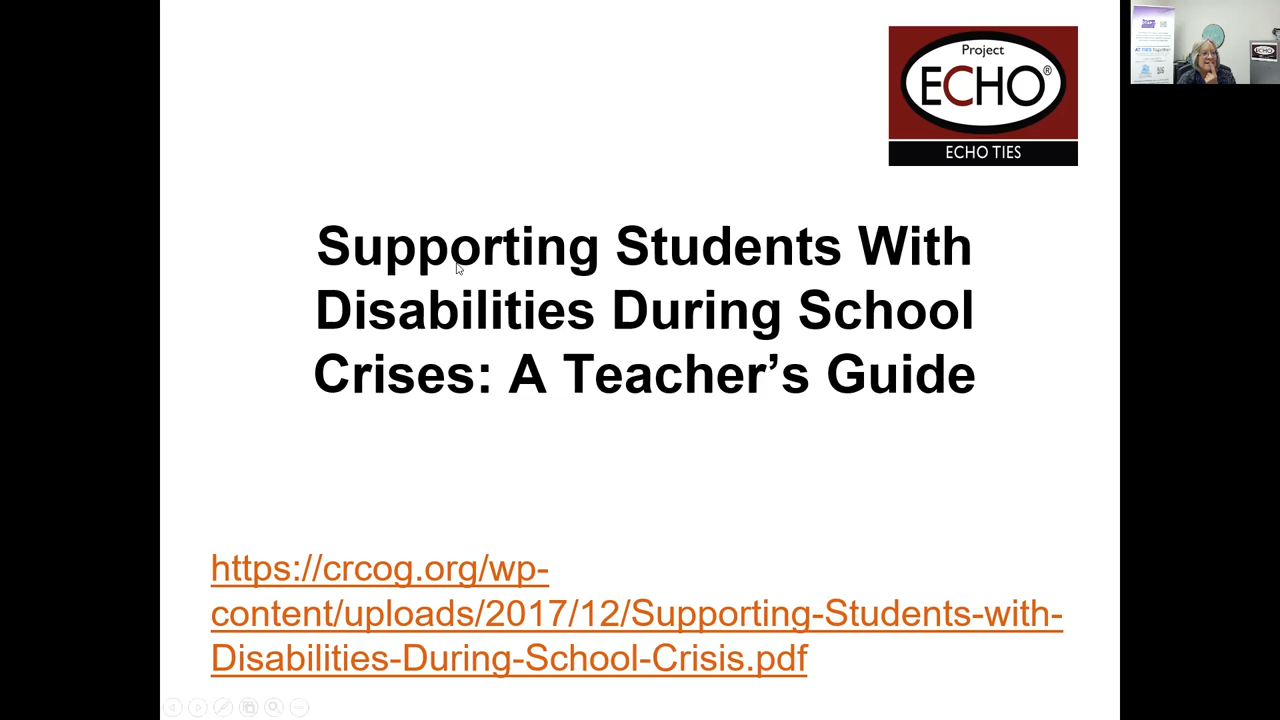 Project
ECHO®
ECHO TIES
Supporting Students With
Disabilities During School
Crises: A Teacher’s Guide
https://crcog.org/wp-
content/uploads/2017/12/Supporting-Students-with-
Disabilities-During-School-Crisis.pdf